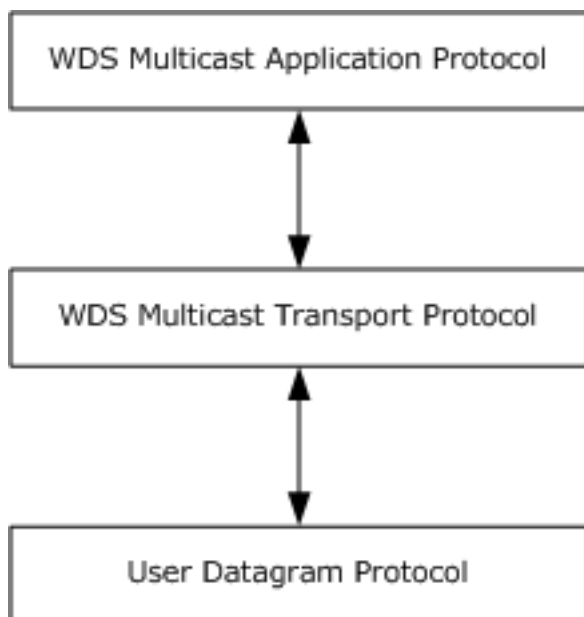 WDS Multicast Application Protocol
WDS Multicast Transport Protocol
User Datagram Protocol